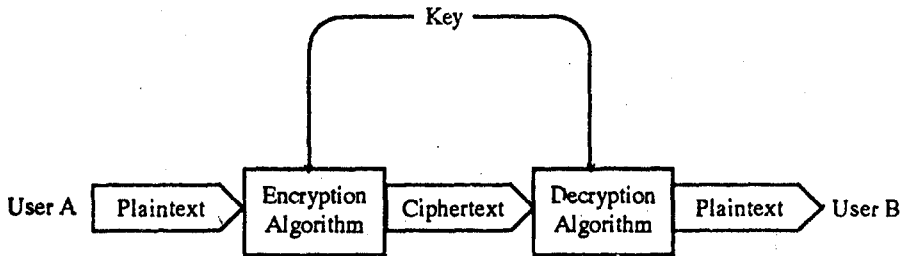 Key
User A
Plaintext
Encryption
Algorithm
Ciphertext
Decryption
Algorithm
Plaintext
User B